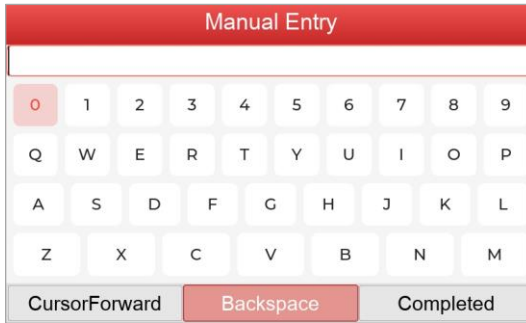 Manual Entry
0 1 2 3 4 5 6 7 8 9
Q W E R T Y U I O P
A S D F G H J K L
Z X C V B N M
CursorForward Backspace Completed